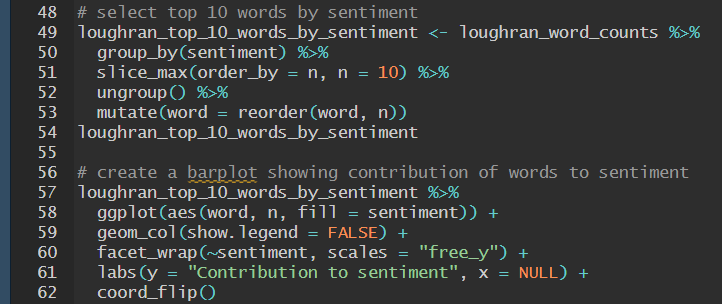 48 # select top 10 words by sentiment
49 loughran_top_10_words_by_sentiment <- loughran_word_counts %>%
50   group_by(sentiment) %>%
51   slice_max(order_by = n, n = 10) %>%
52   ungroup() %>%
53   mutate(word = reorder(word, n))
54 loughran_top_10_words_by_sentiment
55
56 # create a barplot showing contribution of words to sentiment
57 loughran_top_10_words_by_sentiment %>%
58   ggplot(aes(word, n, fill = sentiment)) +
59   geom_col(show.legend = FALSE) +
60   facet_wrap(~sentiment, scales = "free_y") +
61   labs(y = "Contribution to sentiment", x = NULL) +
62   coord_flip()